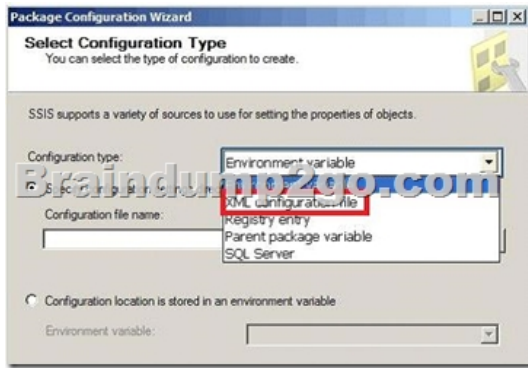 Package Configuration Wizard
Select Configuration Type
You can select the type of configuration to create.
SSIS supports a variety of sources to use for setting the properties of objects.
Configuration type:
Environment variable
Braindump2go.com
XML configuration file
Configuration file name:
Registry entry
Parent package variable
SQL Server
Configuration location is stored in an environment variable
Environment variable: